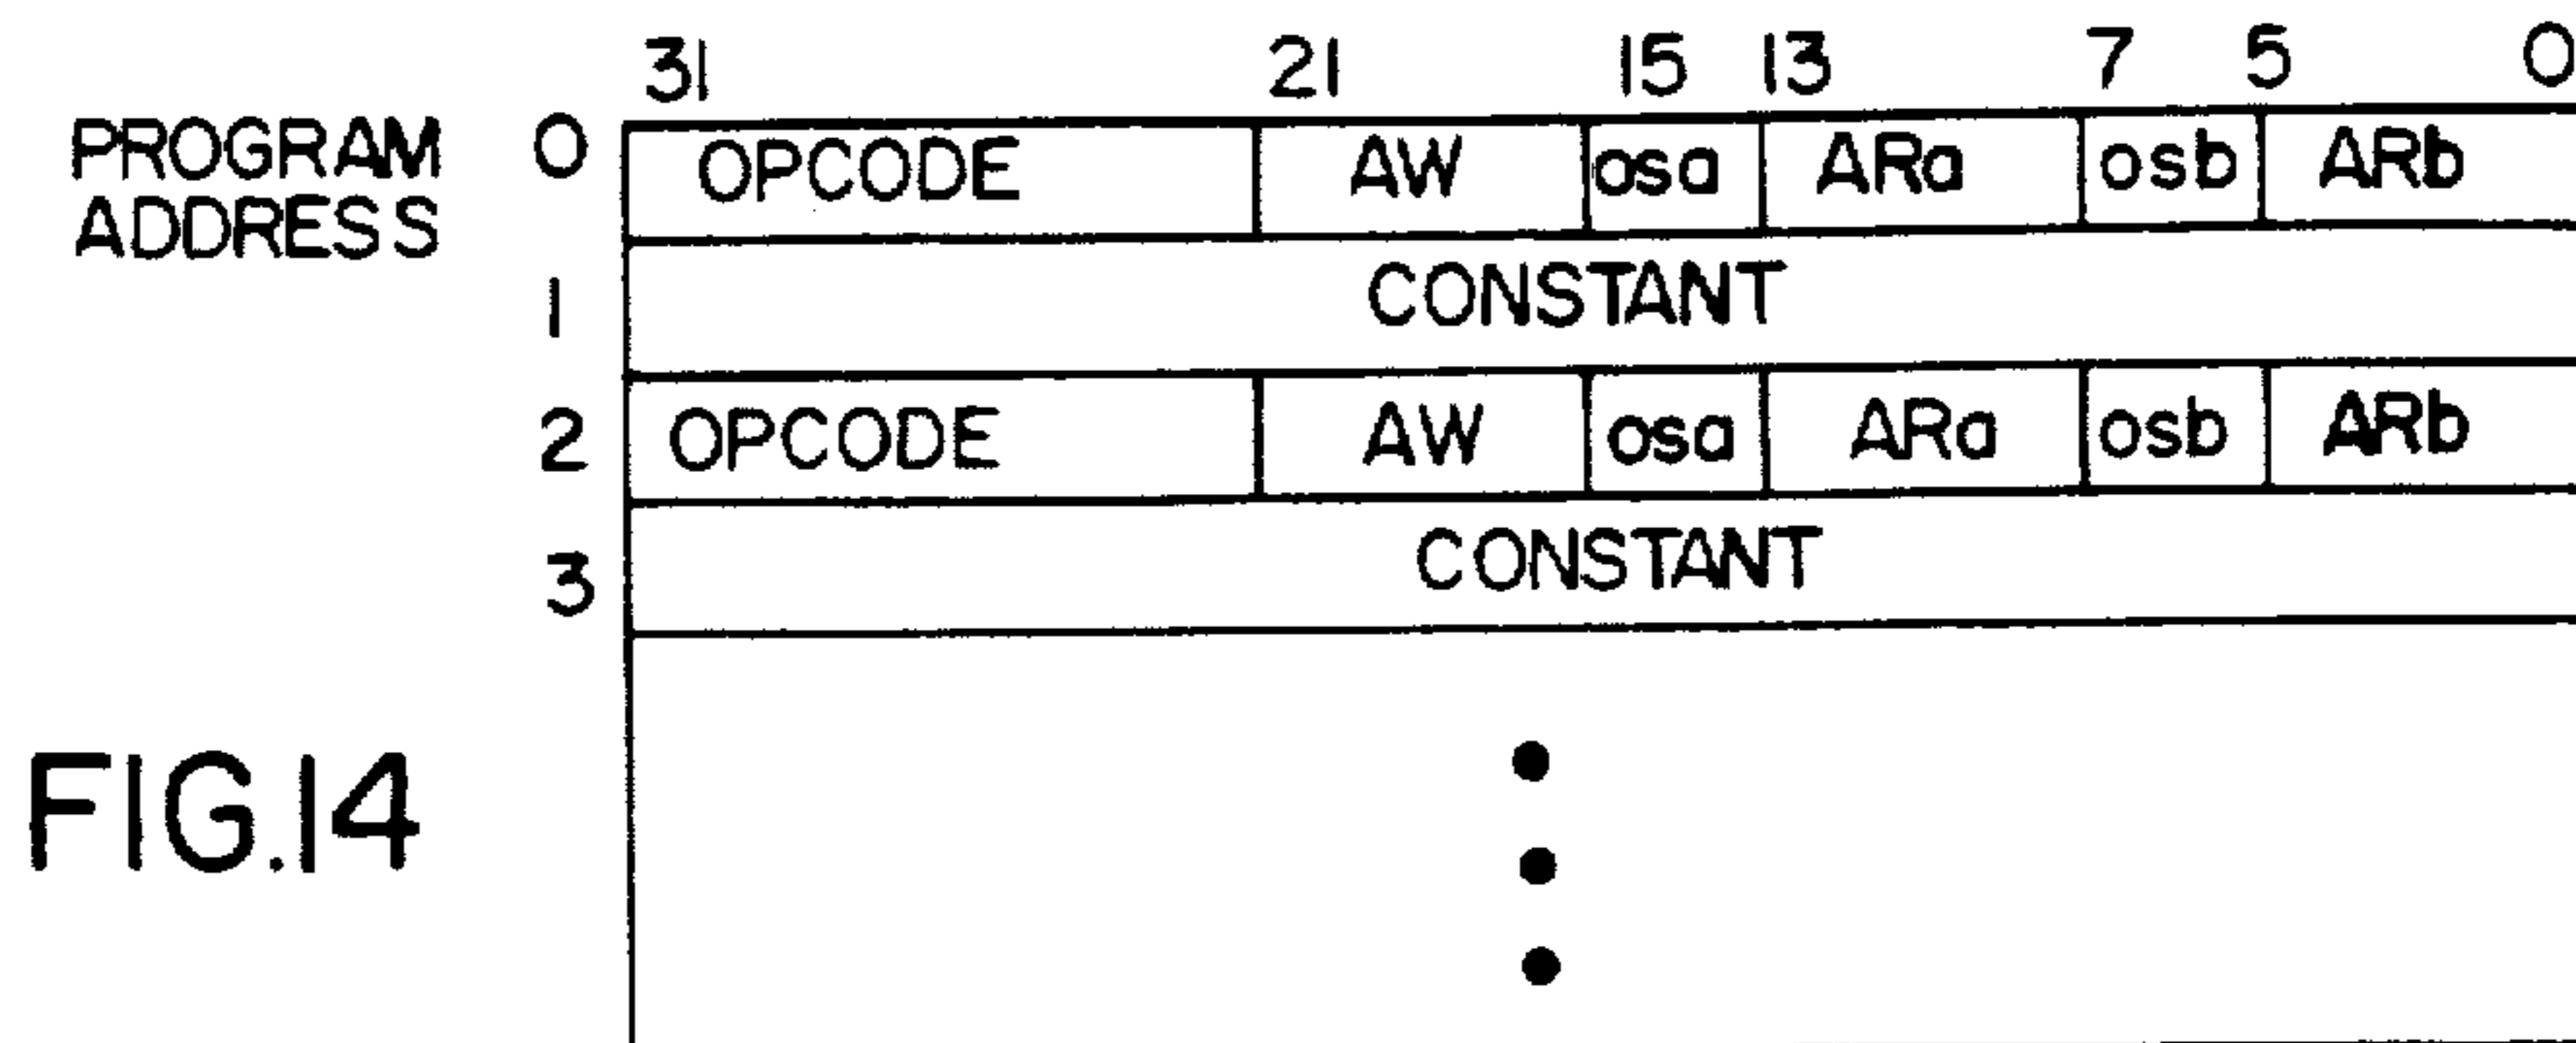 31 21 15 13 7 5 0
PROGRAM ADDRESS
0 OPCODE AW osa ARa osb ARb
1 CONSTANT
2 OPCODE AW osa ARa osb ARb
3 CONSTANT
FIG.14